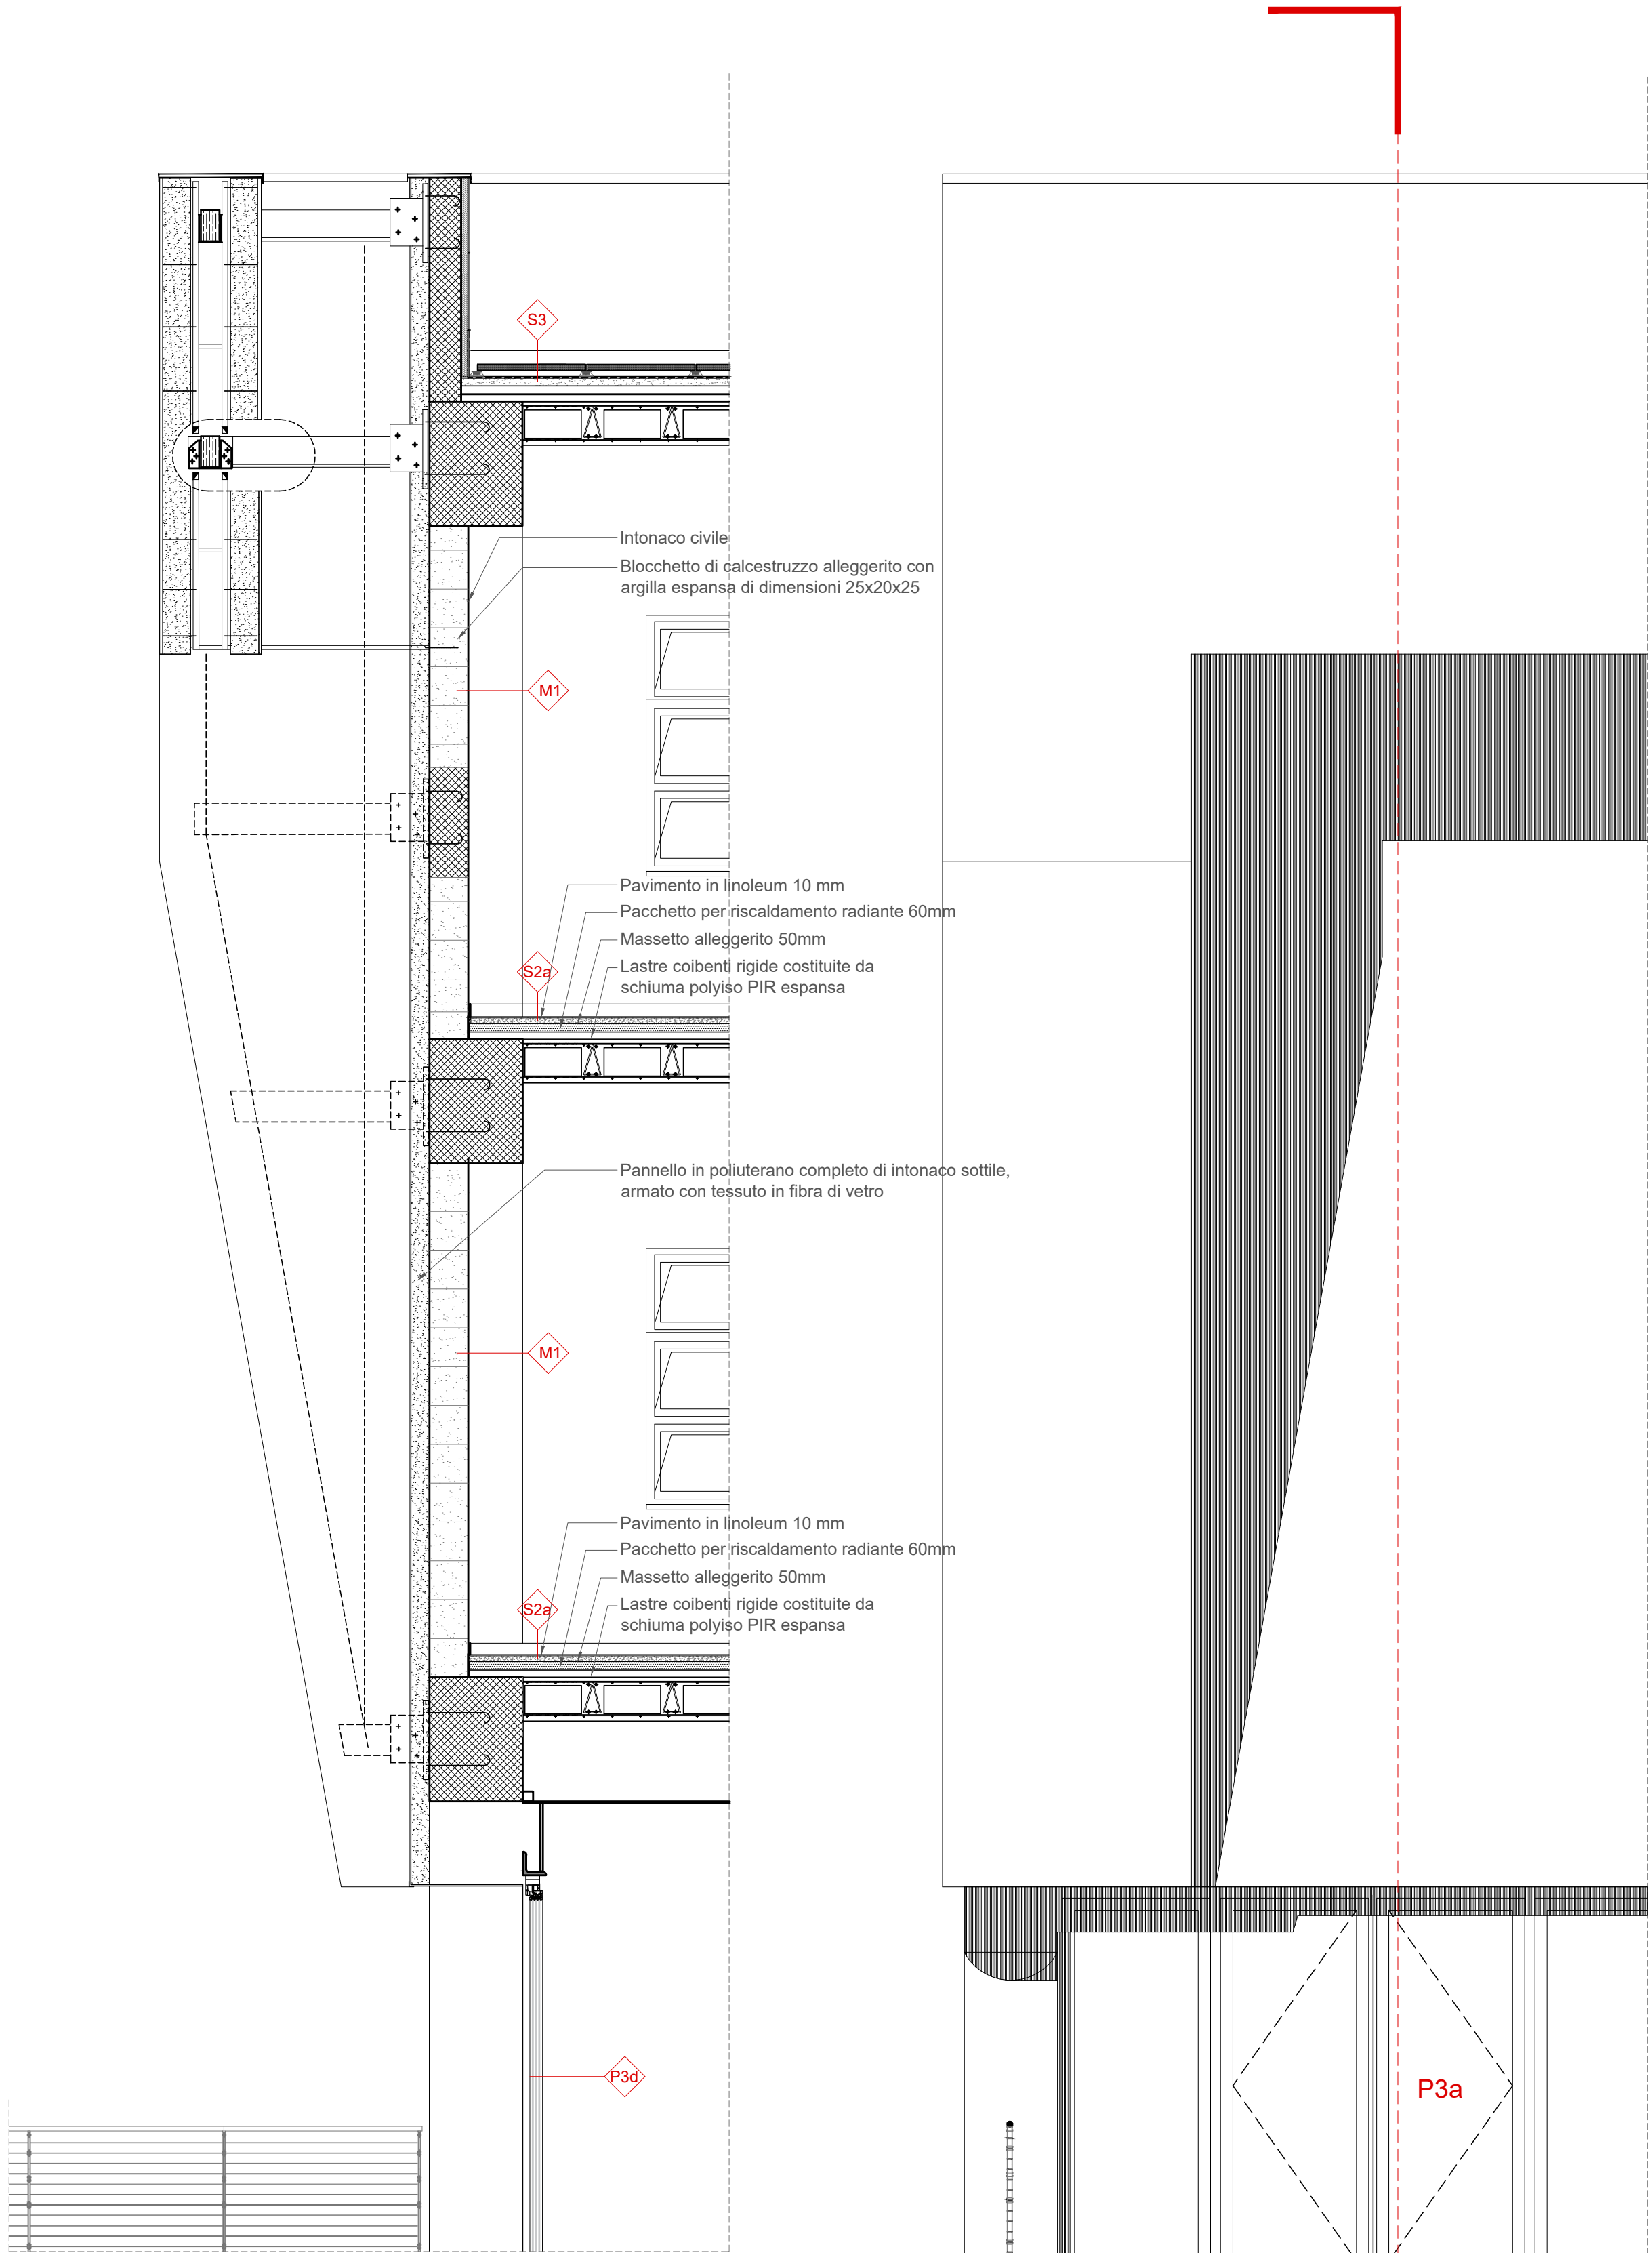 S3
Intonaco civile
Blocchetto di calcestruzzo alleggerito con
argilla espansa di dimensioni 25x20x25
M1
Pavimento in linoleum 10 mm
Pacchetto per riscaldamento radiante 60mm
Massetto alleggerito 50mm
Lastre coibenti rigide costituite da
schiuma polyiso PIR espansa
S2a
Pannello in poliuterano completo di intonaco sottile,
armato con tessuto in fibra di vetro
M1
Pavimento in linoleum 10 mm
Pacchetto per riscaldamento radiante 60mm
Massetto alleggerito 50mm
Lastre coibenti rigide costituite da
schiuma polyiso PIR espansa
S2a
P3d
P3a